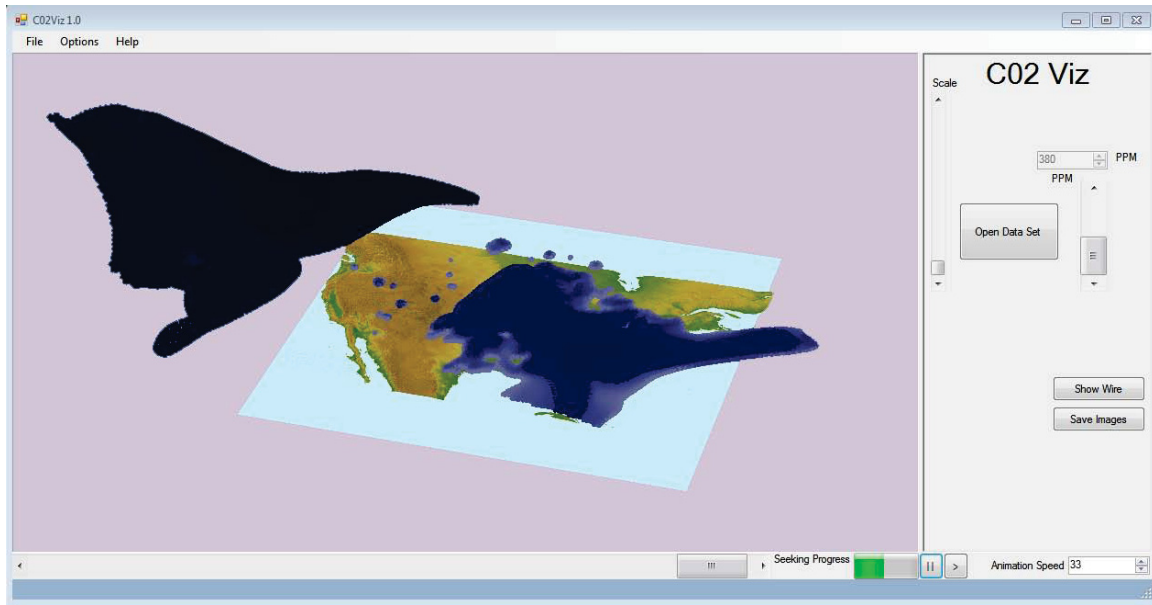 C02Viz 1.0
File Options Help
C02 Viz
Scale
380 PPM
PPM
Open Data Set
Show Wire
Save Images
Seeking Progress
II
>
Animation Speed 33